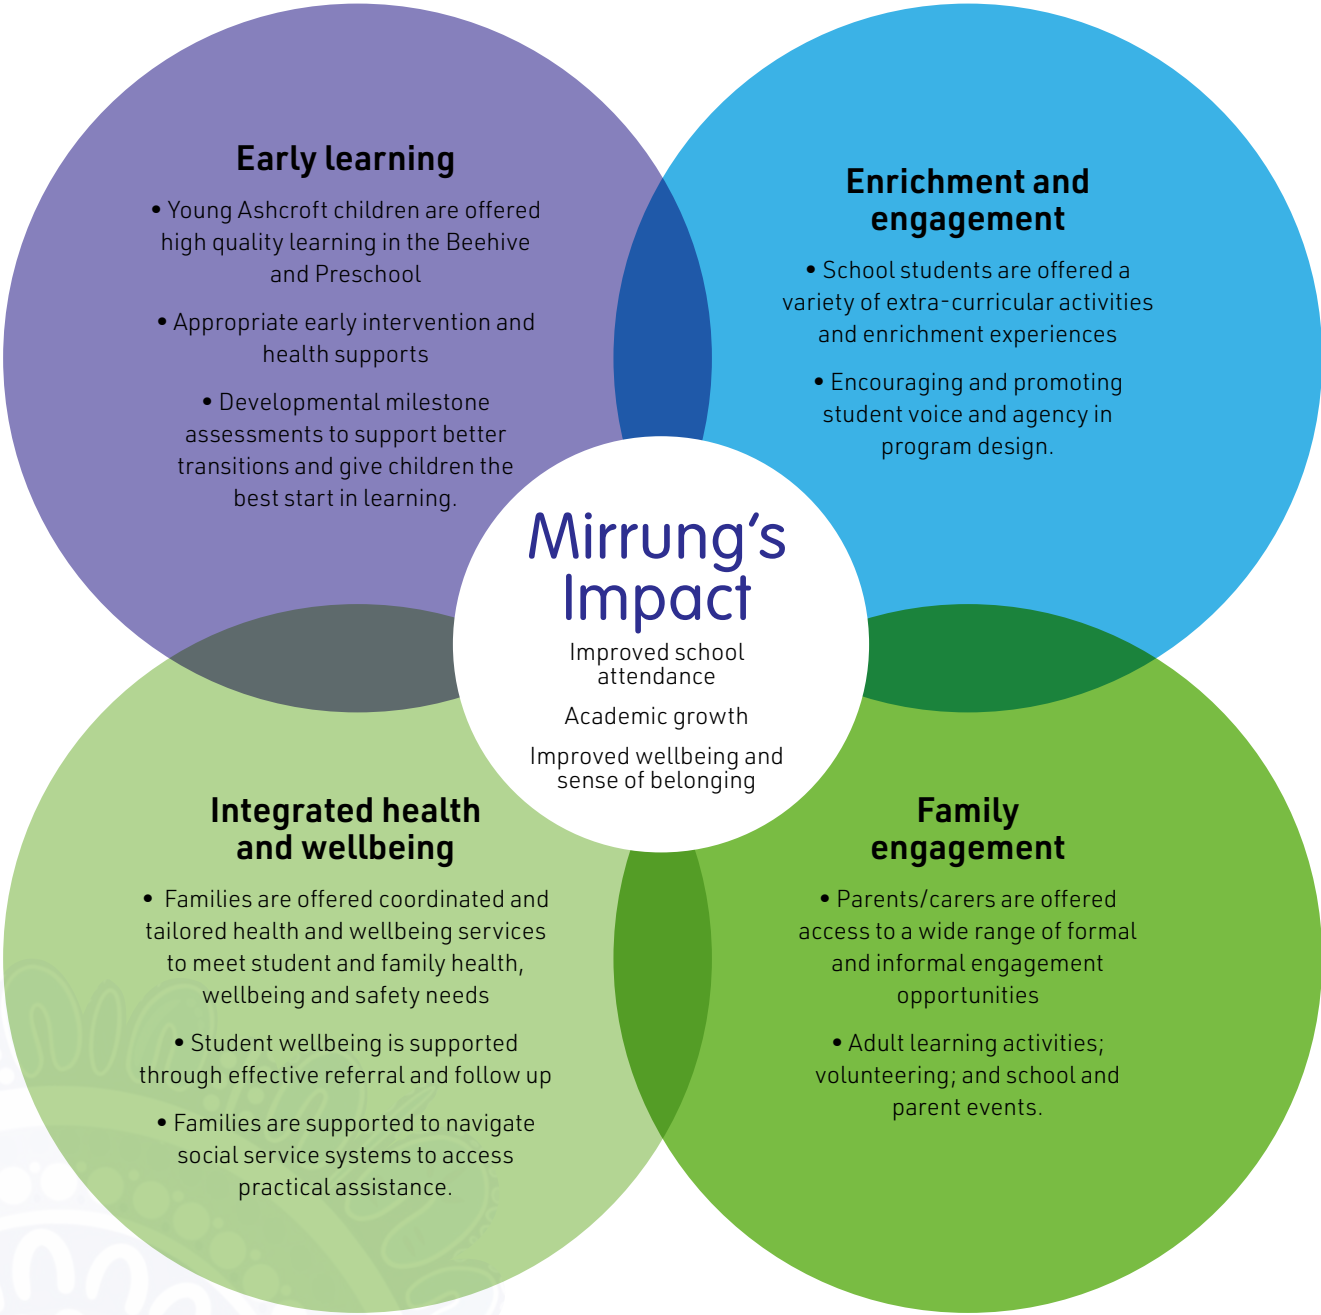 Early learning
• Young Ashcroft children are offered
high quality learning in the Beehive
and Preschool
• Appropriate early intervention and
health supports
• Developmental milestone
assessments to support better
transitions and give children the
best start in learning.
Enrichment and
engagement
• School students are offered a
variety of extra-curricular activities
and enrichment experiences
• Encouraging and promoting
student voice and agency in
program design.
Mirrung's
Impact
Improved school
attendance
Academic growth
Improved wellbeing and
sense of belonging
Integrated health
and wellbeing
• Families are offered coordinated and
tailored health and wellbeing services
to meet student and family health,
wellbeing and safety needs
• Student wellbeing is supported
through effective referral and follow up
• Families are supported to navigate
social service systems to access
practical assistance.
Family
engagement
• Parents/carers are offered
access to a wide range of formal
and informal engagement
opportunities
• Adult learning activities;
volunteering; and school and
parent events.